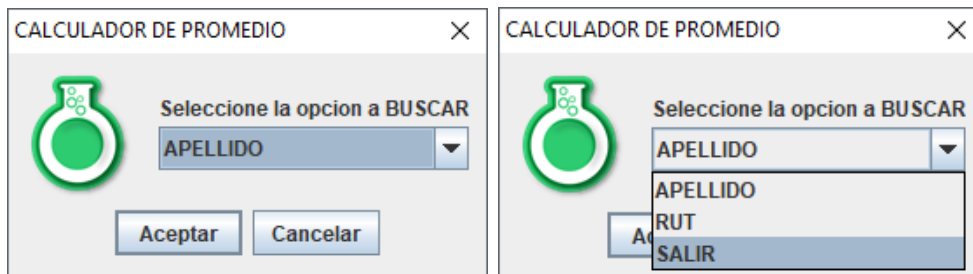 CALCULADOR DE PROMEDIO
Seleccione la opcion a BUSCAR
APELLIDO
Aceptar
Cancelar
CALCULADOR DE PROMEDIO
Seleccione la opcion a BUSCAR
APELLIDO
APELLIDO
RUT
A
SALIR